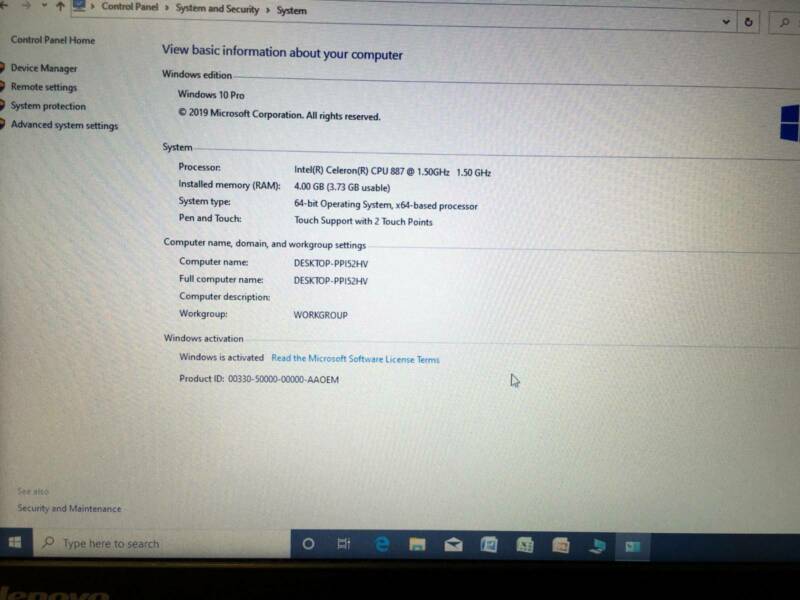 Control Panel > System and Security > System
Control Panel Home
Device Manager
Remote settings
System protection
Advanced system settings
View basic information about your computer
Windows edition
Windows 10 Pro
© 2019 Microsoft Corporation. All rights reserved.
System
Processor: Intel(R) Celeron(R) CPU 887 @ 1.50GHz 1.50 GHz
Installed memory (RAM): 4.00 GB (3.73 GB usable)
System type: 64-bit Operating System, x64-based processor
Pen and Touch: Touch Support with 2 Touch Points
Computer name, domain, and workgroup settings
Computer name: DESKTOP-PPI52HV
Full computer name: DESKTOP-PPI52HV
Computer description:
Workgroup: WORKGROUP
Windows activation
Windows is activated Read the Microsoft Software License Terms
Product ID: 00330-50000-00000-AAOEM
See also
Security and Maintenance
Type here to search
lenovo